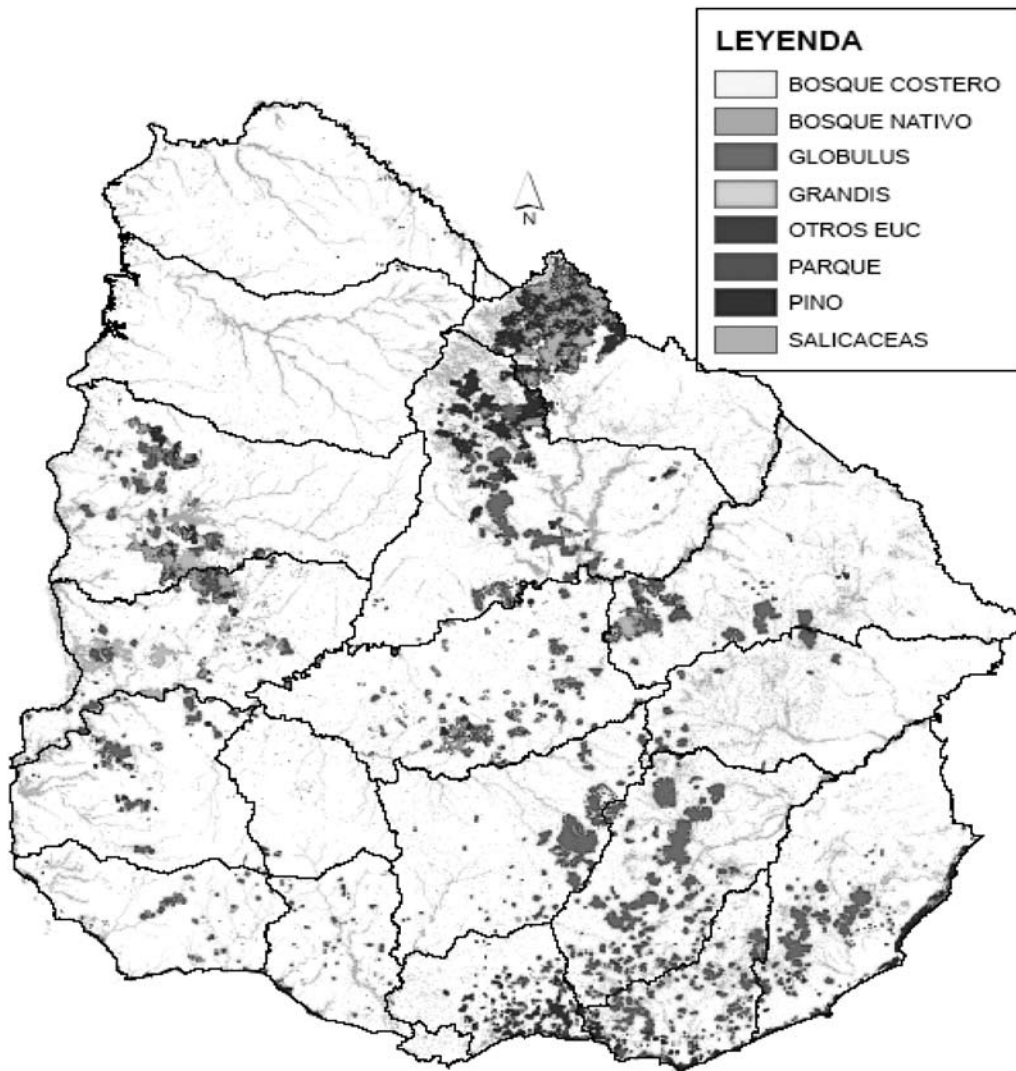 LEYENDA
BOSQUE COSTERO
BOSQUE NATIVO
GLOBULUS
GRANDIS
OTROS EUC
PARQUE
PINO
SALICACEAS
N